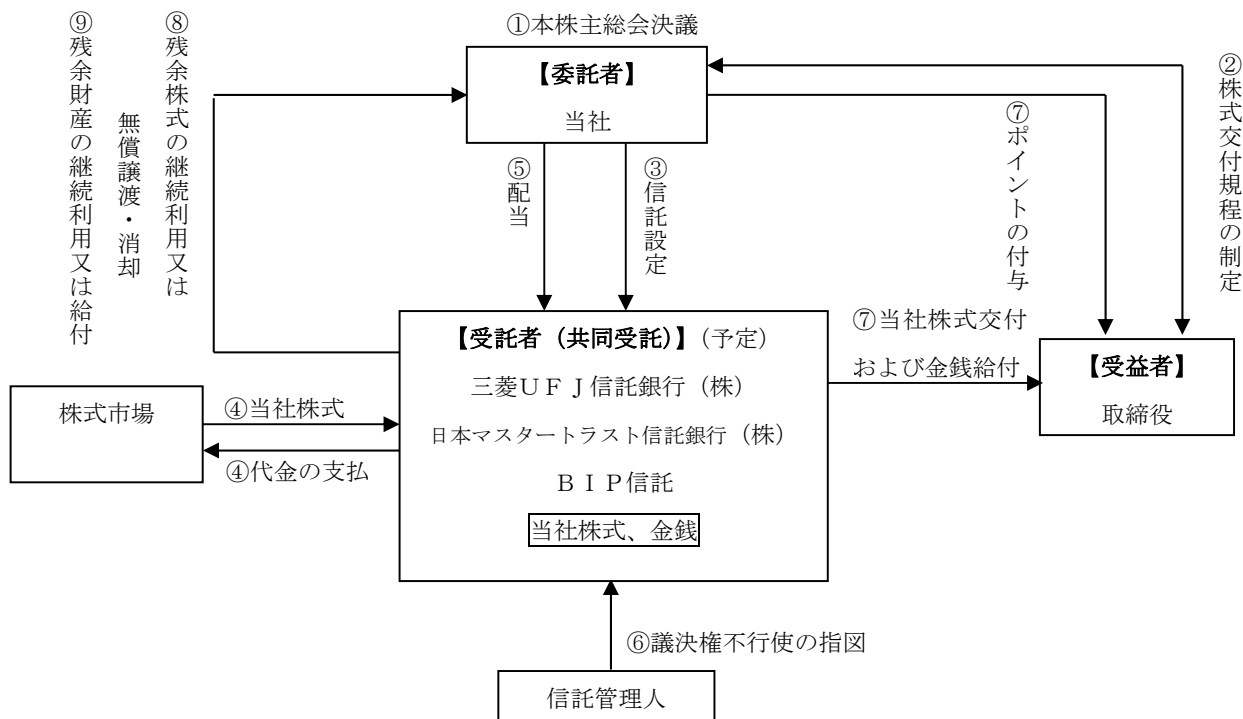 ①本株主総会決議
【委託者】
当社
⑨残余財産の継続利用又は給付
⑧残余株式の継続利用又は
無償譲渡・消却
②株式交付規程の制定
⑦ポイントの付与
⑤配当
③信託設定
【受託者（共同受託）】（予定）
三菱ＵＦＪ信託銀行（株）
日本マスタートラスト信託銀行（株）
ＢＩＰ信託
当社株式、金銭
⑦当社株式交付
および金銭給付
【受益者】
取締役
株式市場
④当社株式
④代金の支払
⑥議決権不行使の指図
信託管理人